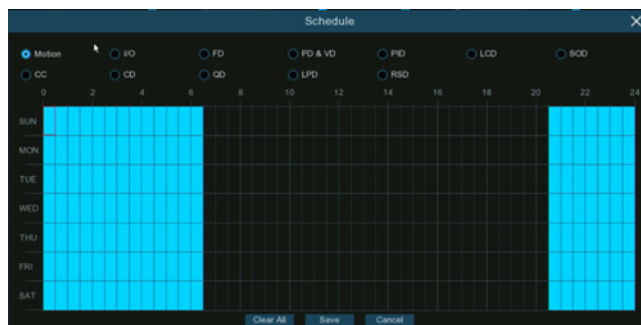 Schedule
Motion I/O FD PD & VD PID LCD SOD
CC CD QD LPD RSD
0 2 4 6 8 10 12 14 16 18 20 22 24
SUN
MON
TUE
WED
THU
FRI
SAT
Clear All Save Cancel